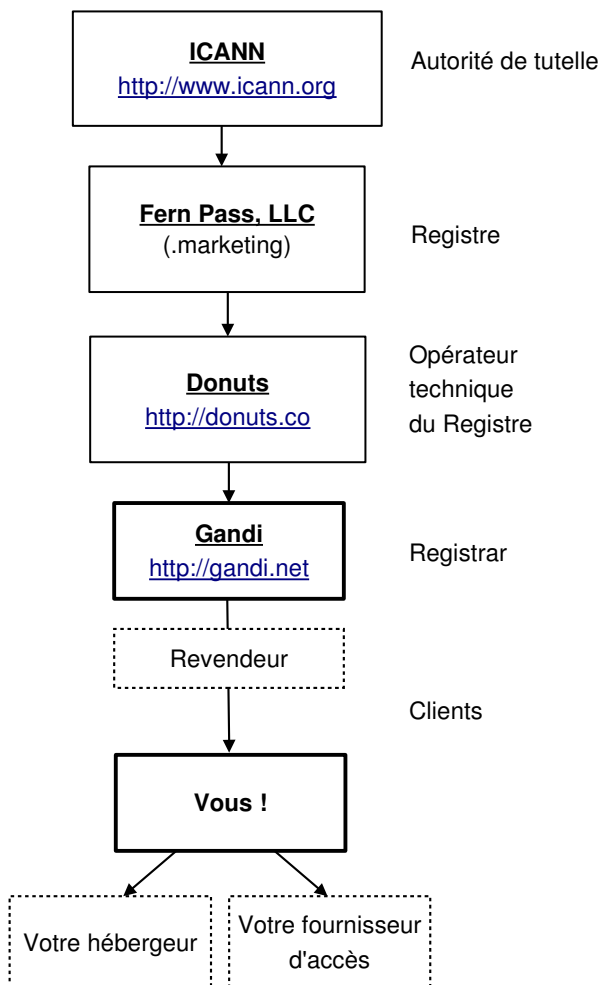 ICANN
http://www.icann.org
Autorité de tutelle
Fern Pass, LLC
(.marketing)
Registre
Donuts
http://donuts.co
Opérateur
technique
du Registre
Gandi
http://gandi.net
Registrar
Revendeur
Clients
Vous !
Votre hébergeur
Votre fournisseur
d'accès